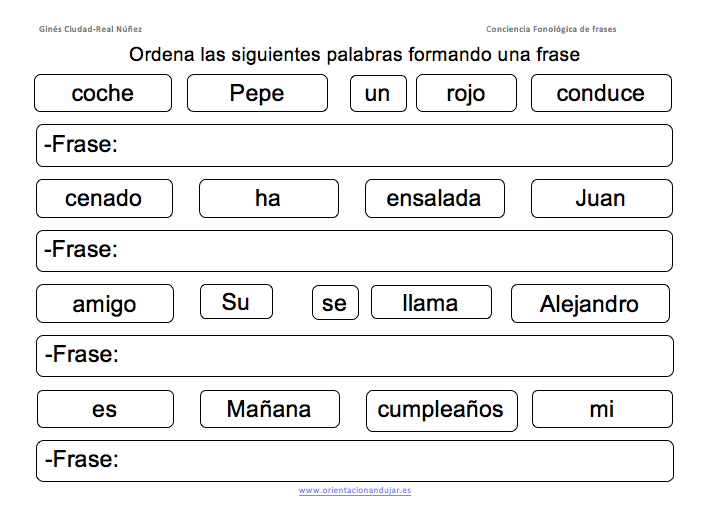 Ginés Ciudad-Real Núñez Conciencia Fonológica de frases
Ordena las siguientes palabras formando una frase
coche Pepe un rojo conduce
-Frase:
cenado ha ensalada Juan
-Frase:
amigo Su se llama Alejandro
-Frase:
es Mañana cumpleaños mi
-Frase:
www.orientacionandujar.es